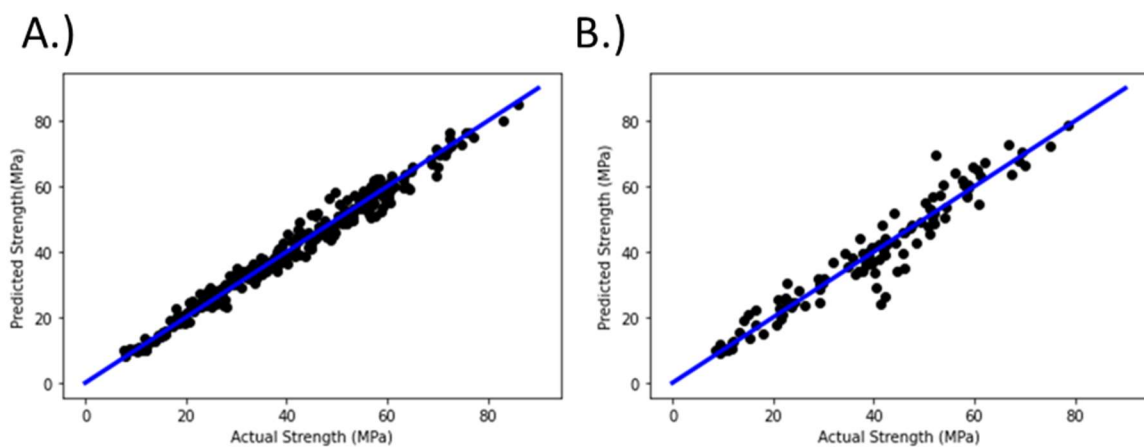 A.)
B.)
Predicted Strength(MPa)
80
60
40
20
0
0 20 40 60 80
Actual Strength (MPa)
Predicted Strength (MPa)
80
60
40
20
0
0 20 40 60 80
Actual Strength (MPa)